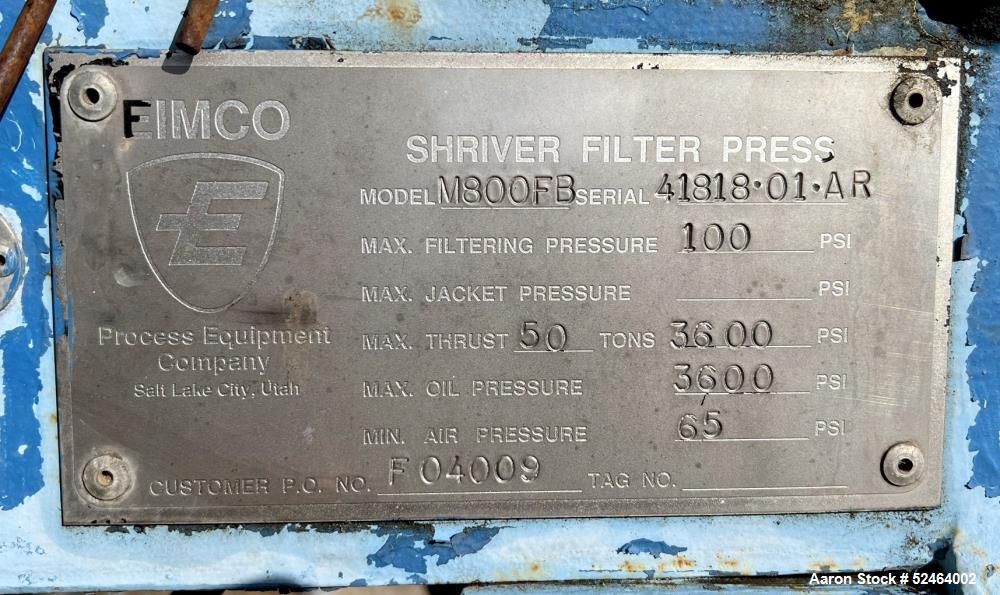 EIMCO
E
Process Equipment
Company
Salt Lake City, Utah
SHRIVER FILTER PRESS
MODEL M800FB SERIAL 41818·01·AR
MAX. FILTERING PRESSURE 100 PSI
MAX. JACKET PRESSURE PSI
MAX. THRUST 50 TONS 3600 PSI
MAX. OIL PRESSURE 3600 PSI
MIN. AIR PRESSURE 65 PSI
CUSTOMER P.O. NO. F04009 TAG NO.
Aaron Stock # 52464002